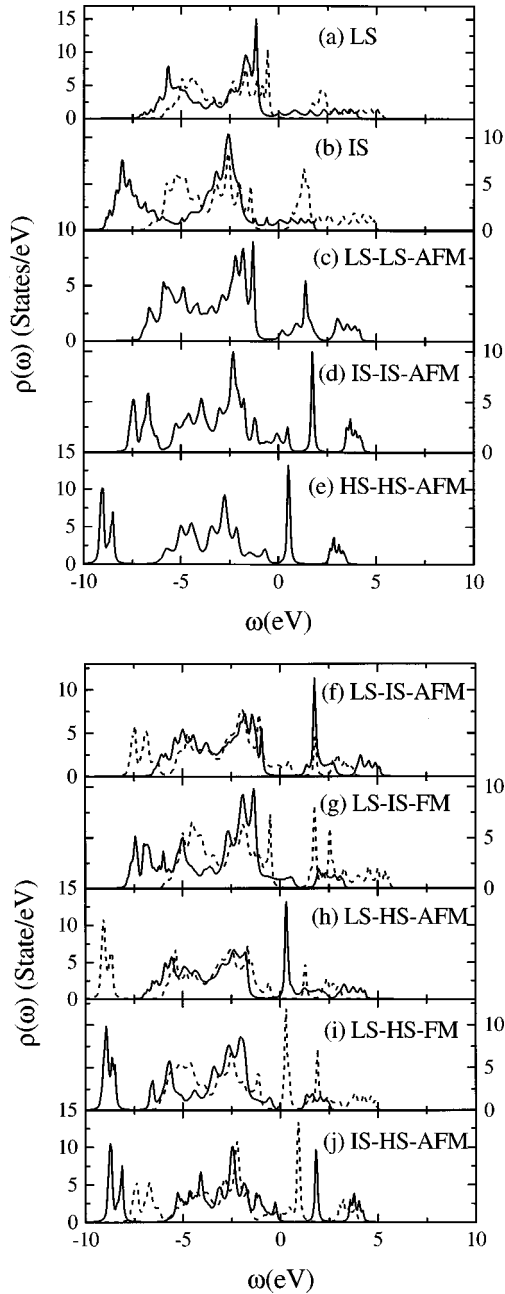 15
10
5
0
(a) LS
10
5
0
(b) IS
10
5
0
(c) LS-LS-AFM
10
5
0
(d) IS-IS-AFM
15
10
5
0
(e) HS-HS-AFM
-10 -5 0 5 10
ω(eV)
ρ(ω) (States/eV)
10
5
0
(f) LS-IS-AFM
10
5
0
(g) LS-IS-FM
15
10
5
0
(h) LS-HS-AFM
10
5
0
(i) LS-HS-FM
15
10
5
0
(j) IS-HS-AFM
-10 -5 0 5 10
ω(eV)
ρ(ω) (State/eV)